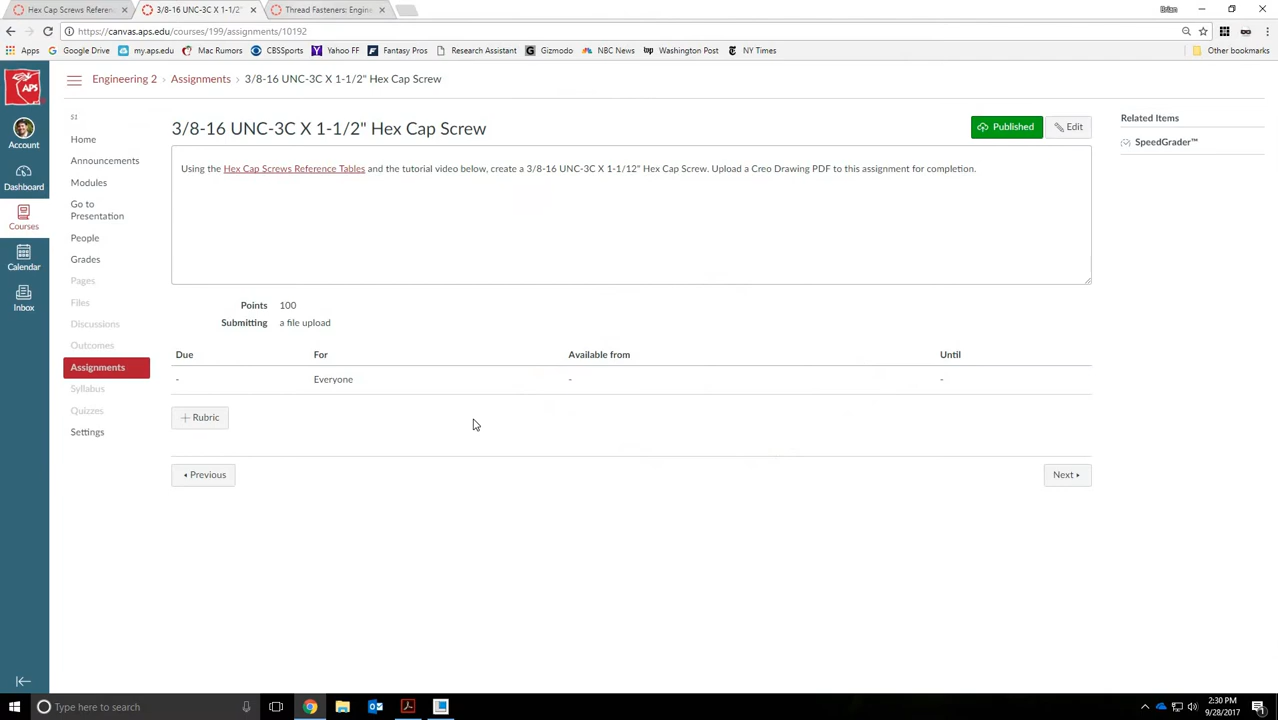 Hex Cap Screws Referenc
3/8-16 UNC-3C X 1-1/2"
Thread Fasteners: Engine
Brian
https://canvas.aps.edu/courses/199/assignments/10192
Apps
Google Drive
my.aps.edu
Mac Rumors
CBSSports
Yahoo FF
Fantasy Pros
Research Assistant
Gizmodo
NBC News
Washington Post
NY Times
Other bookmarks
APS
Account
Dashboard
Courses
Calendar
Inbox
Engineering 2 › Assignments › 3/8-16 UNC-3C X 1-1/2" Hex Cap Screw
S1
Home
Announcements
Modules
Go to
Presentation
People
Grades
Pages
Files
Discussions
Outcomes
Assignments
Syllabus
Quizzes
Settings
3/8-16 UNC-3C X 1-1/2" Hex Cap Screw
Published
Edit
Using the Hex Cap Screws Reference Tables and the tutorial video below, create a 3/8-16 UNC-3C X 1-1/12" Hex Cap Screw. Upload a Creo Drawing PDF to this assignment for completion.
Points 100
Submitting a file upload
Due For Available from Until
- Everyone - -
+ Rubric
Previous
Next
Related Items
SpeedGrader™
Type here to search
2:30 PM
9/28/2017